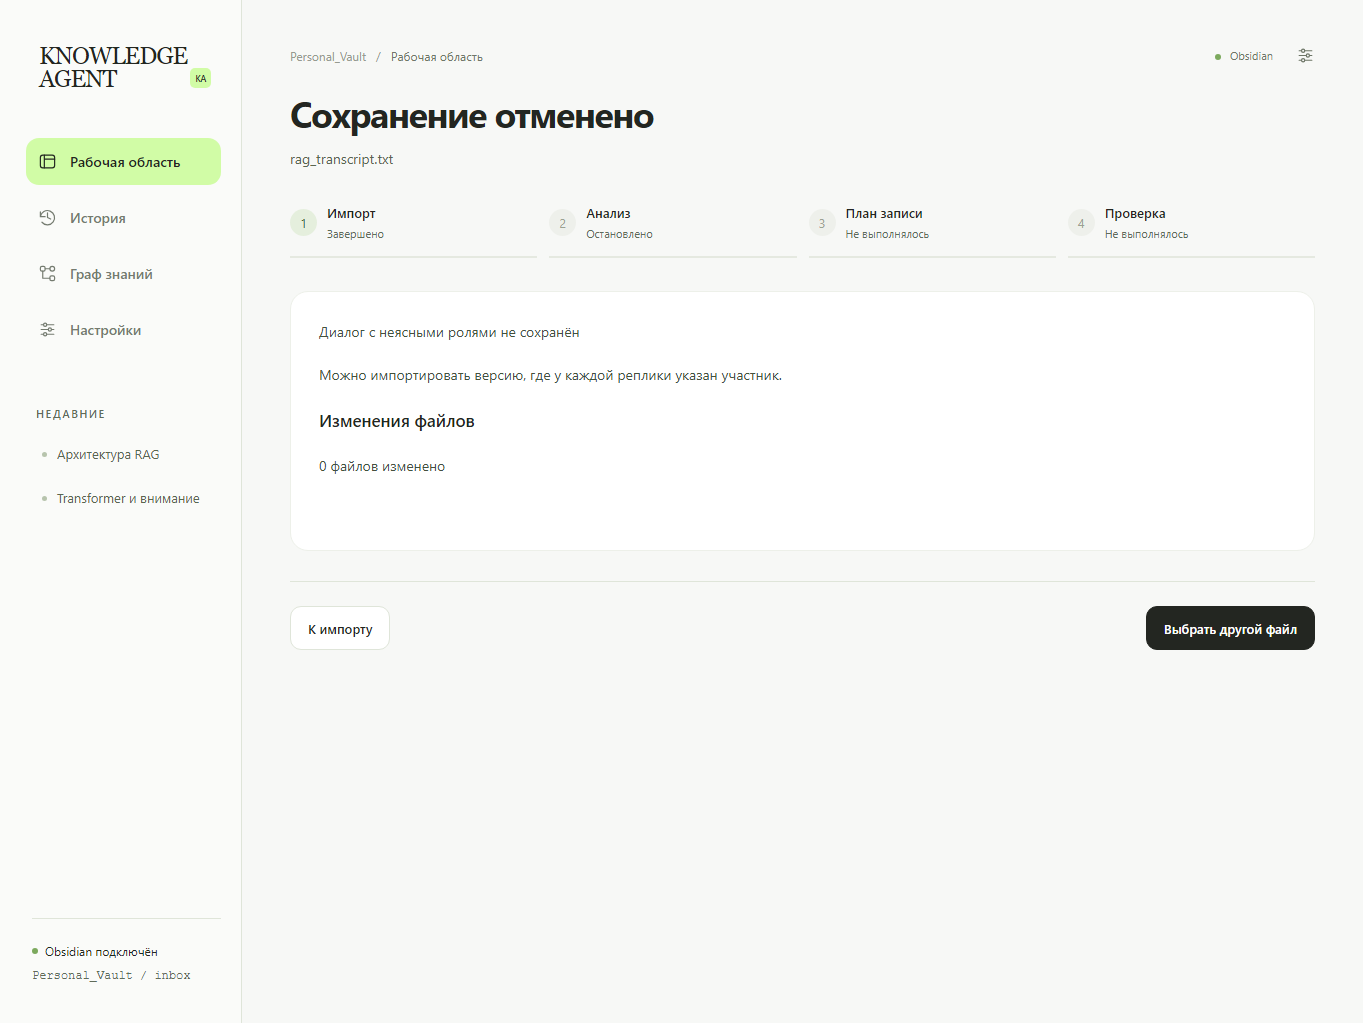 KNOWLEDGE
AGENT
KA
Рабочая область
История
Граф знаний
Настройки
НЕДАВНИЕ
Архитектура RAG
Transformer и внимание
Obsidian подключён
Personal_Vault / inbox
Personal_Vault / Рабочая область
Obsidian
Сохранение отменено
rag_transcript.txt
1 Импорт
Завершено
2 Анализ
Остановлено
3 План записи
Не выполнялось
4 Проверка
Не выполнялось
Диалог с неясными ролями не сохранён
Можно импортировать версию, где у каждой реплики указан участник.
Изменения файлов
0 файлов изменено
К импорту
Выбрать другой файл